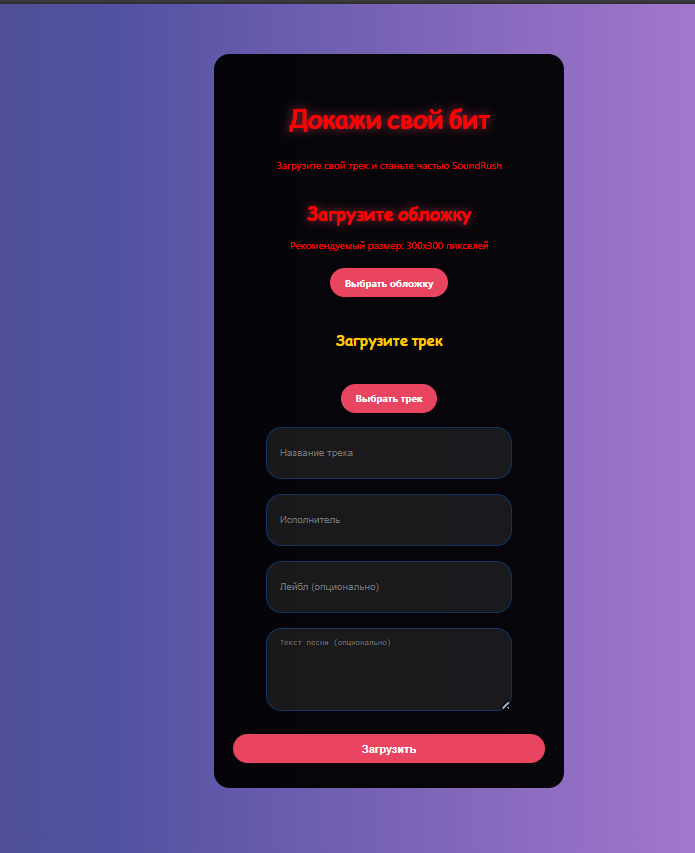 Докажи свой бит
Загрузите свой трек и станьте частью SoundRush
Загрузите обложку
Рекомендуемый размер: 300x300 пикселей
Выбрать обложку
Загрузите трек
Выбрать трек
Название трека
Исполнитель
Лейбл (опционально)
Текст песни (опционально)
Загрузить